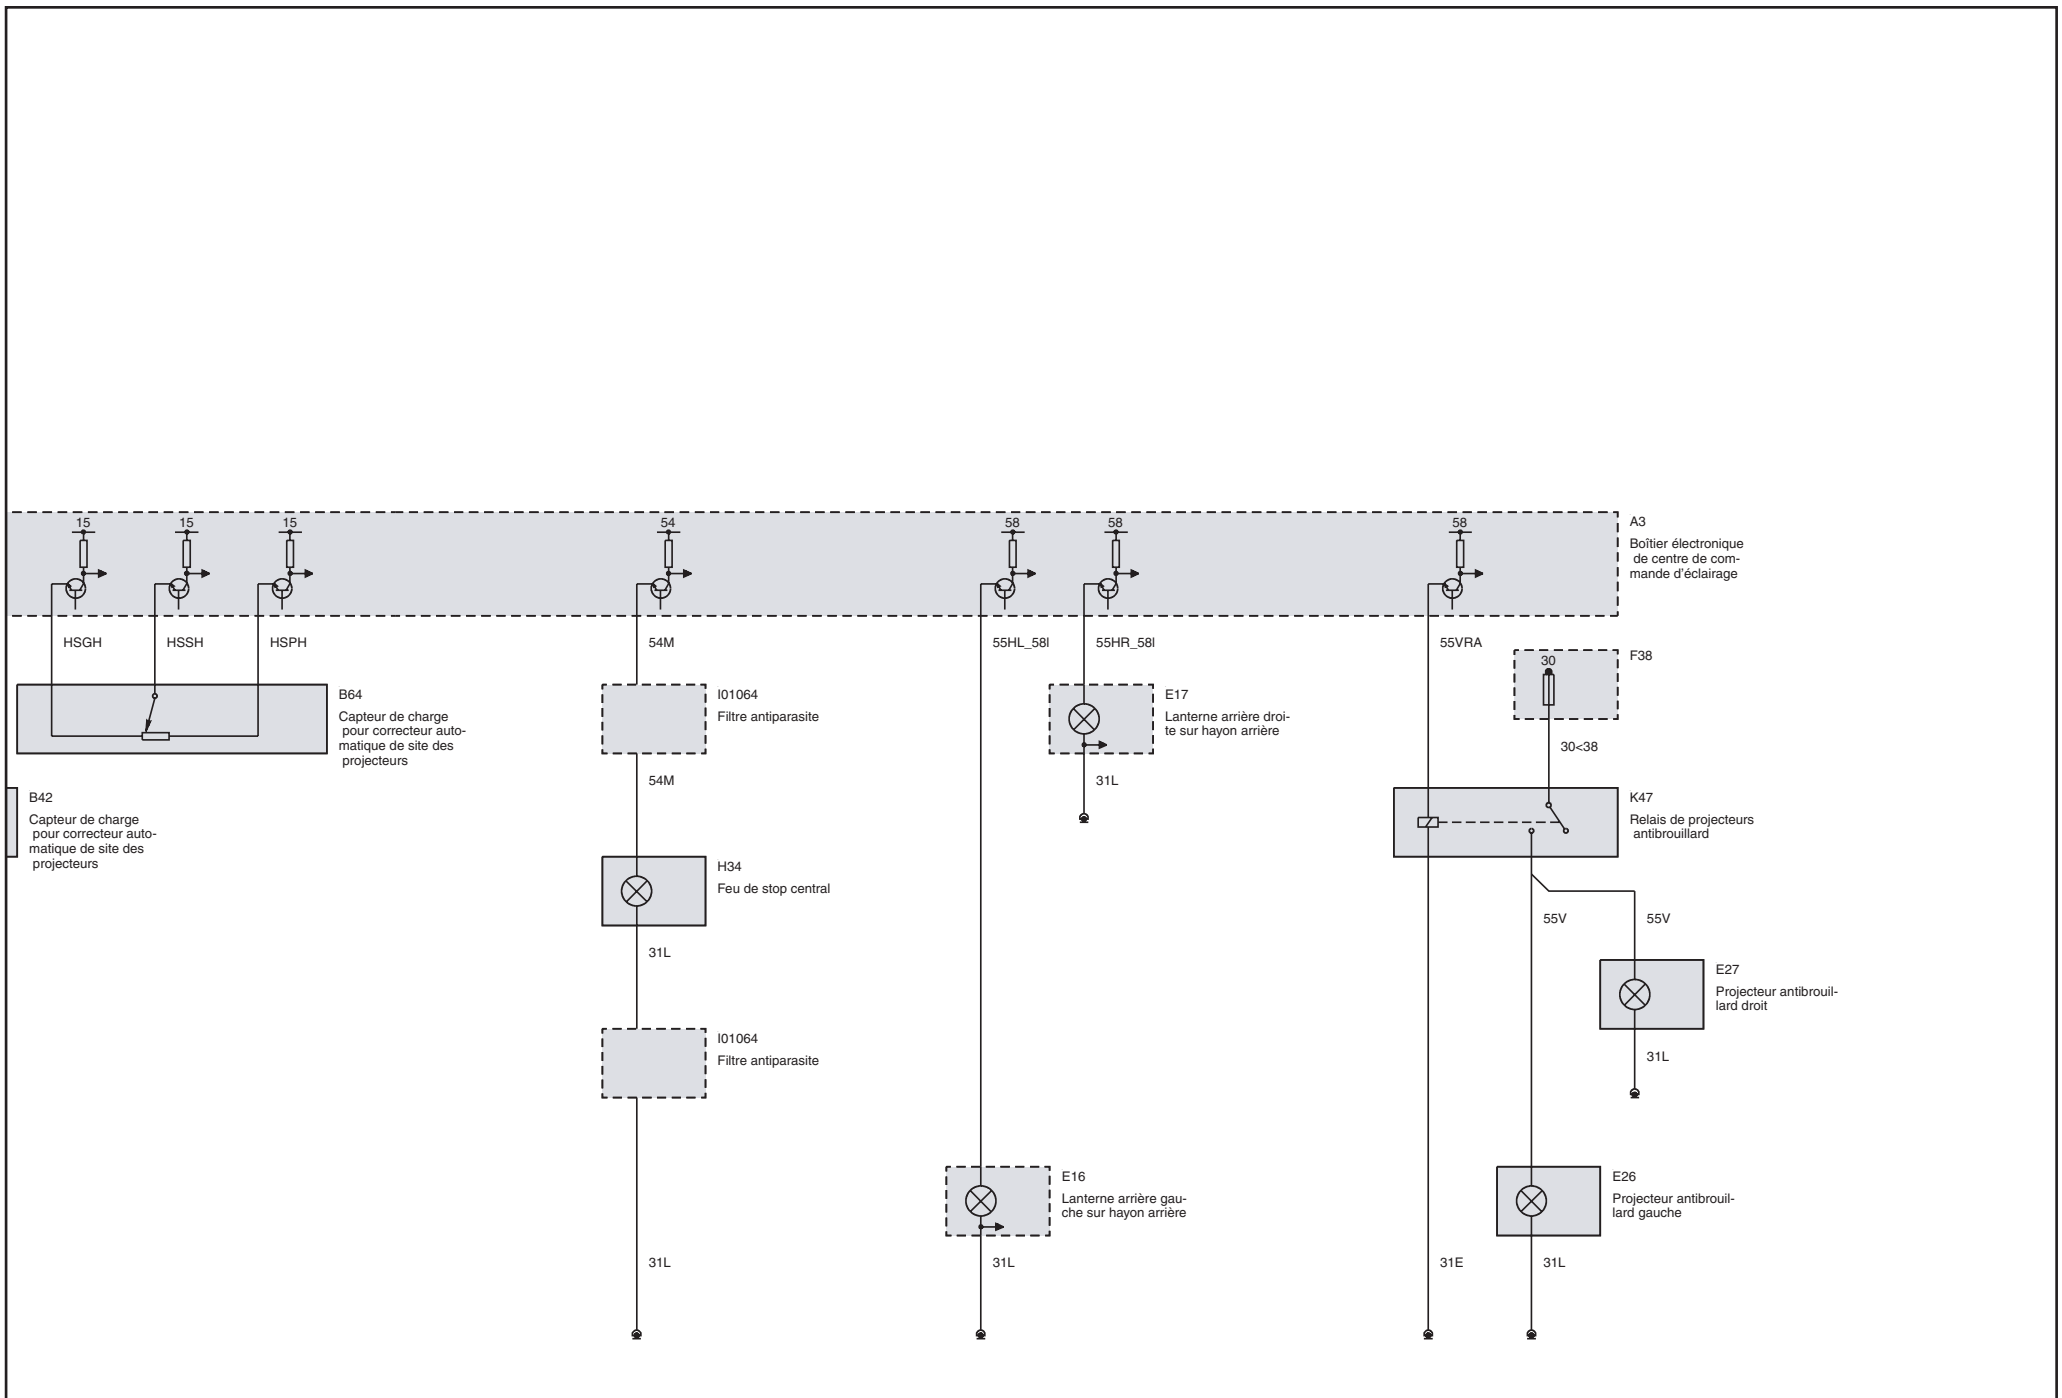 15
15
15
54
58
58
58
A3
Boîtier électronique
de centre de com-
mande d'éclairage
HSGH
HSSH
HSPH
54M
55HL_58I
55HR_58I
55VRA
30
F38
B64
Capteur de charge
pour correcteur auto-
matique de site des
projecteurs
I01064
Filtre antiparasite
E17
Lanterne arrière droi-
te sur hayon arrière
30<38
54M
31L
B42
Capteur de charge
pour correcteur auto-
matique de site des
projecteurs
K47
Relais de projecteurs
antibrouillard
H34
Feu de stop central
55V
55V
31L
E27
Projecteur antibrouil-
lard droit
I01064
Filtre antiparasite
31L
E16
Lanterne arrière gau-
che sur hayon arrière
E26
Projecteur antibrouil-
lard gauche
31L
31L
31E
31L